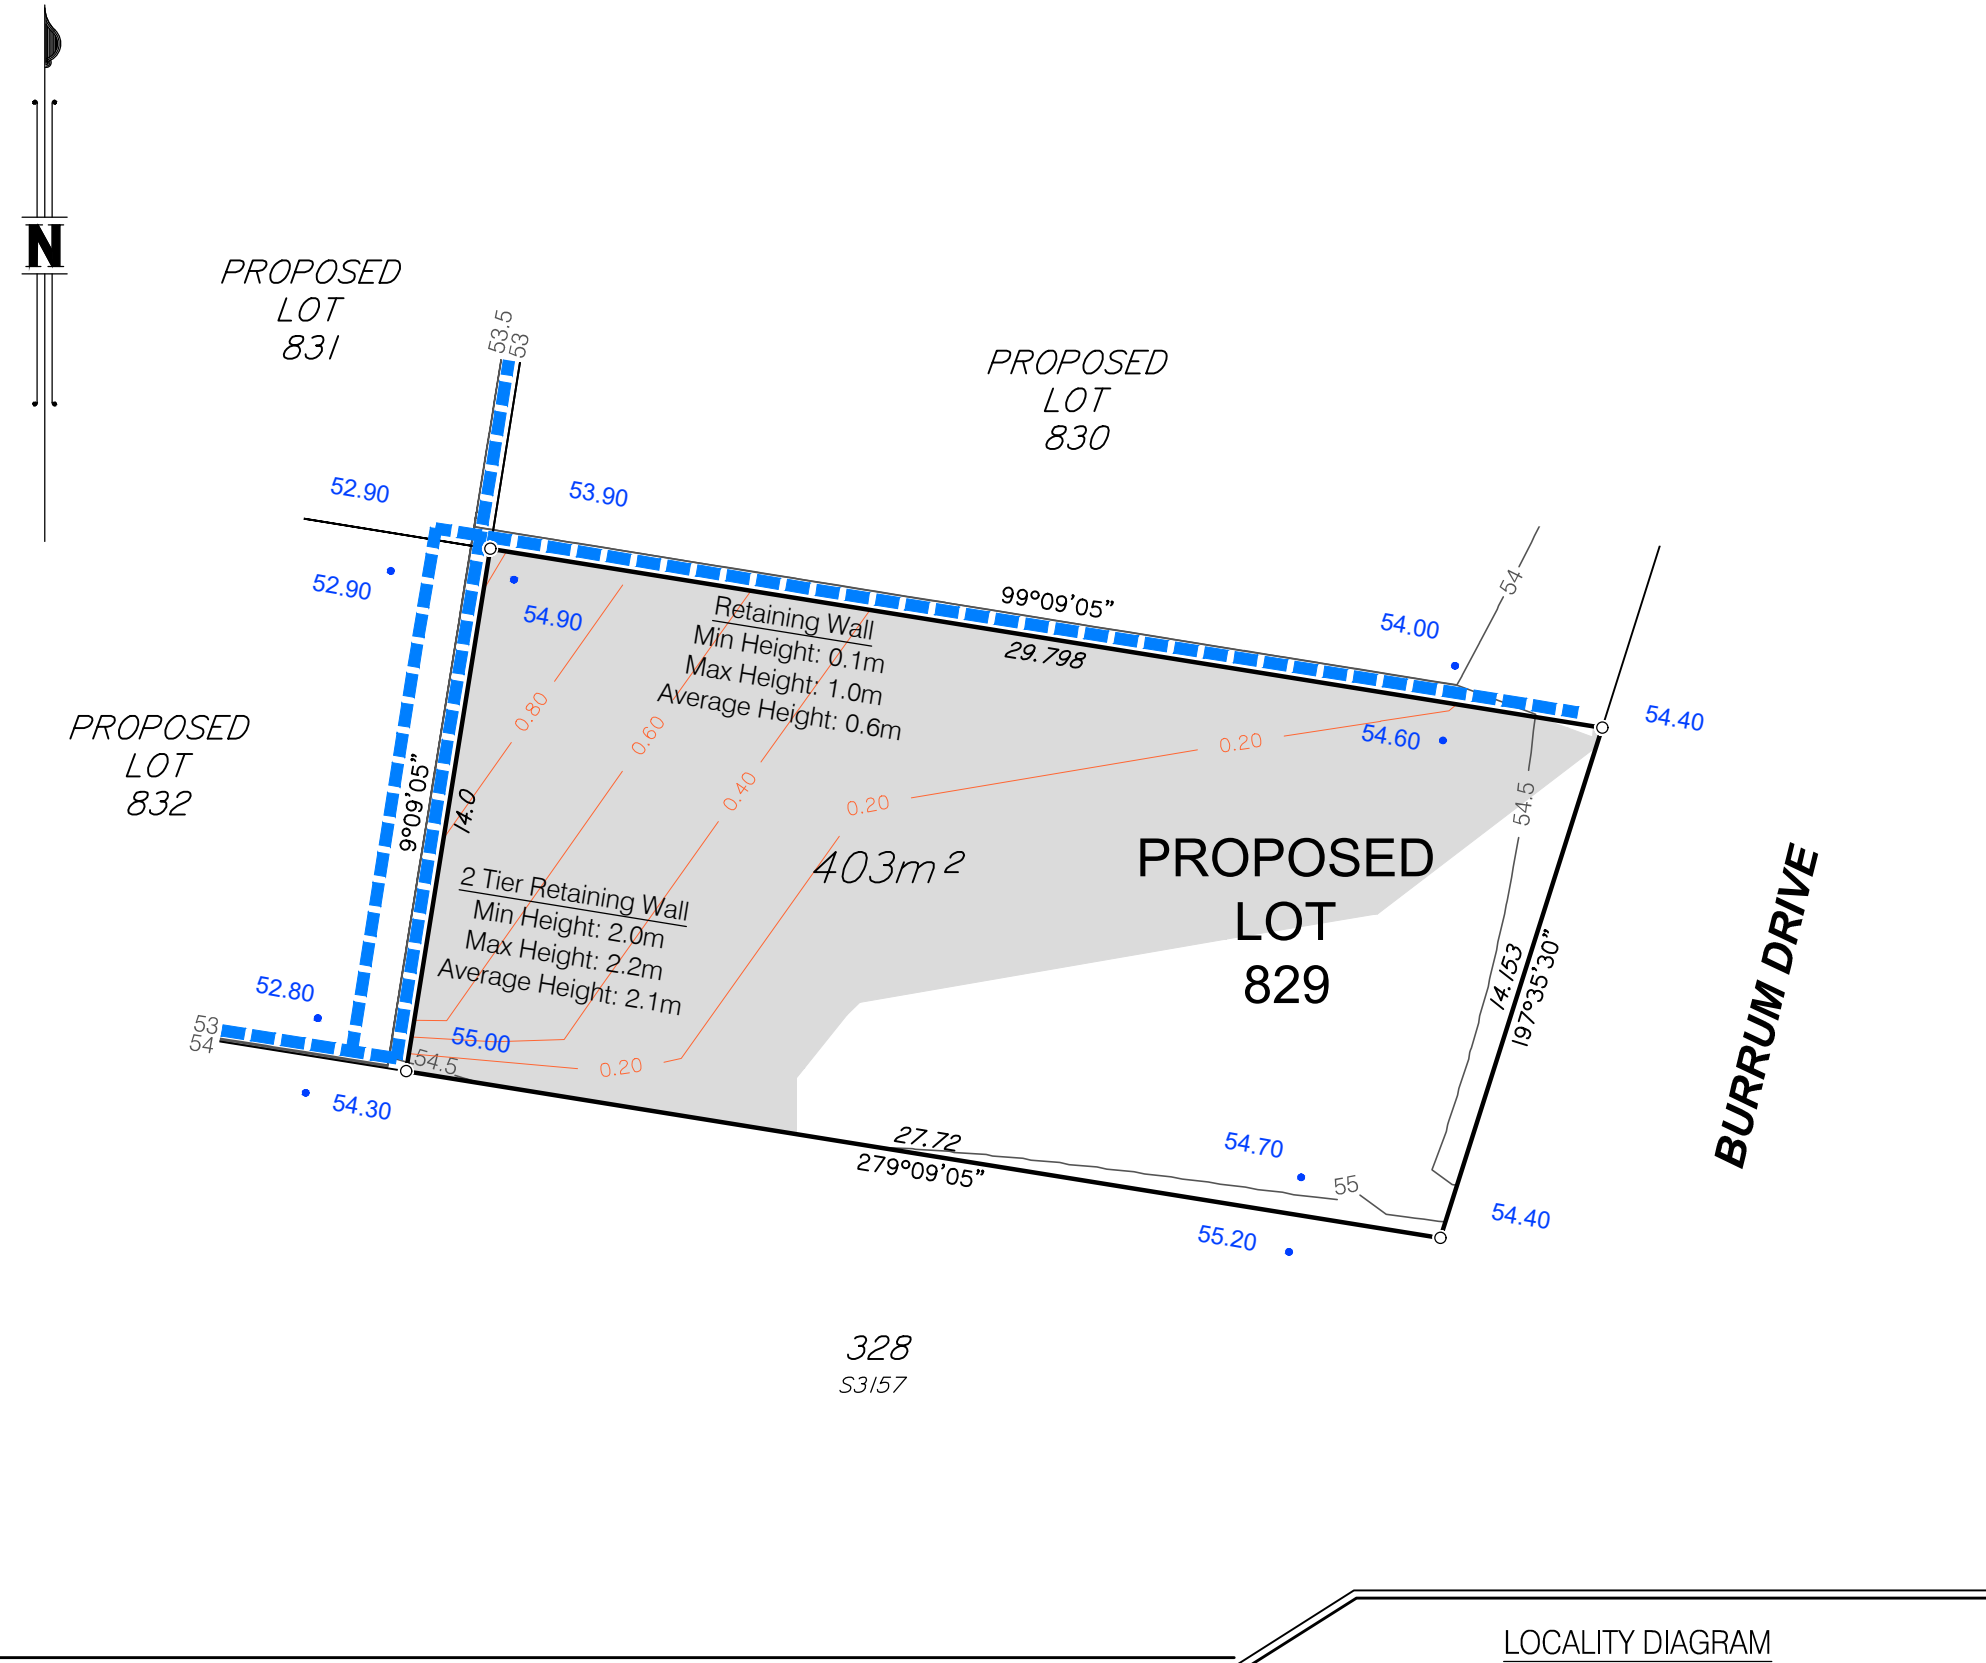 N
PROPOSED
LOT
831
53.5
53
PROPOSED
LOT
830
52.90
53.90
52.90
54.90
99°09'05"
29.798
54.00
54
54.60
54.40
Retaining Wall
Min Height: 0.1m
Max Height: 1.0m
Average Height: 0.6m
PROPOSED
LOT
832
9°09'05"
14.0
0.80
0.60
0.40
0.20
0.20
54.5
403m²
PROPOSED
LOT
829
2 Tier Retaining Wall
Min Height: 2.0m
Max Height: 2.2m
Average Height: 2.1m
14.153
197°35'30"
BURRUM DRIVE
52.80
53
54
55.00
54.5
0.20
54.30
27.72
279°09'05"
54.70
55
55.20
54.40
328
S3157
LOCALITY DIAGRAM